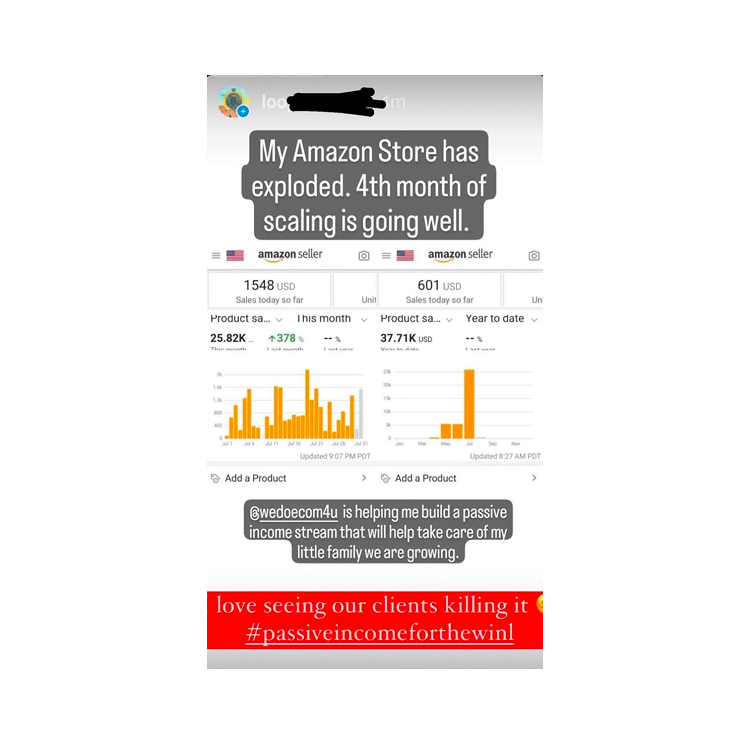 loo
My Amazon Store has
exploded. 4th month of
scaling is going well.
amazon seller
1548 USD
Sales today so far
Unit
Product sa...
This month
25.82K
↑378 %
-- %
This month
Last month
Last year
2k
1.6k
1.2k
800
400
0
Jul 1 Jul 6 Jul 11 Jul 16 Jul 21 Jul 26 Jul 31
Updated 9:07 PM PDT
Add a Product
amazon seller
601 USD
Sales today so far
Uni
Product sa...
Year to date
37.71K USD
-- %
Year to date
Last year
25k
20k
15k
10k
5k
0
Jan Mar May Jul Sep Nov
Updated 8:27 AM PDT
Add a Product
@wedoecom4u is helping me build a passive
income stream that will help take care of my
little family we are growing.
love seeing our clients killing it
#passiveincomeforthewinl